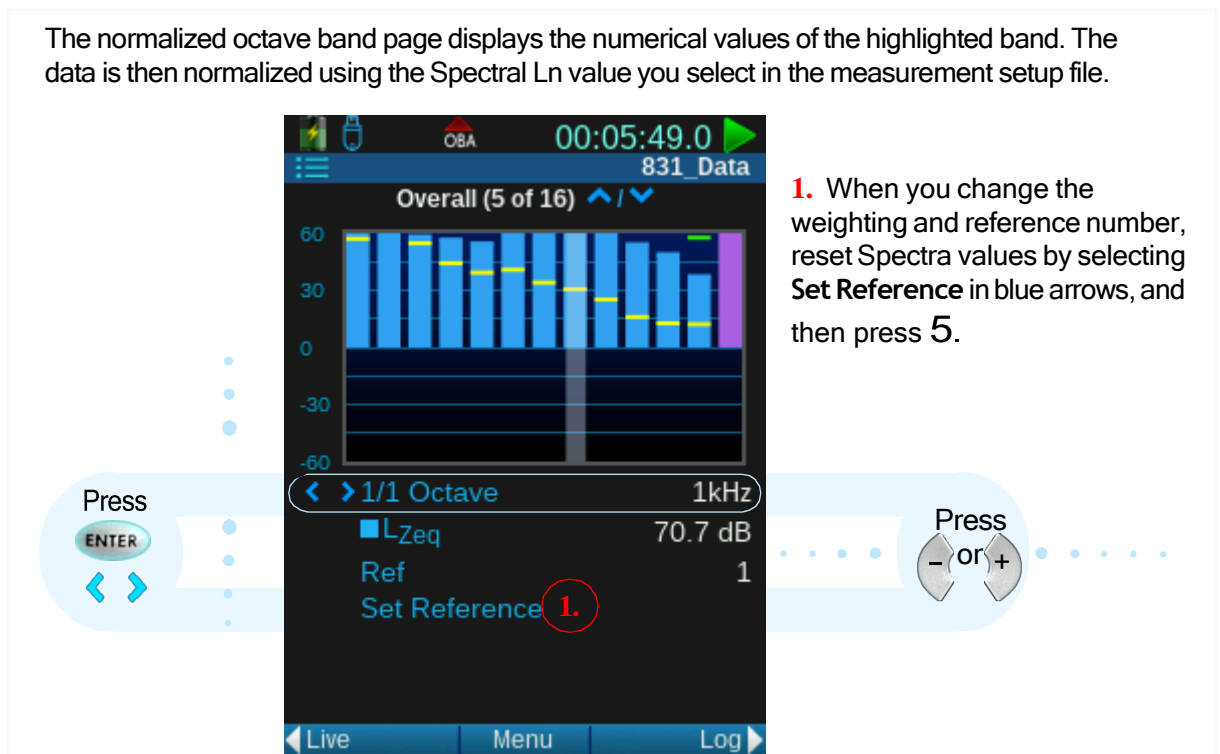 The normalized octave band page displays the numerical values of the highlighted band. The
data is then normalized using the Spectral Ln value you select in the measurement setup file.
OBA
00:05:49.0
831_Data
Overall (5 of 16) /
60
30
0
-30
-60
1/1 Octave 1kHz
LZeq 70.7 dB
Ref 1
Set Reference 1.
Live Menu Log
1. When you change the
weighting and reference number,
reset Spectra values by selecting
Set Reference in blue arrows, and
then press 5.
Press
ENTER
Press
- or +